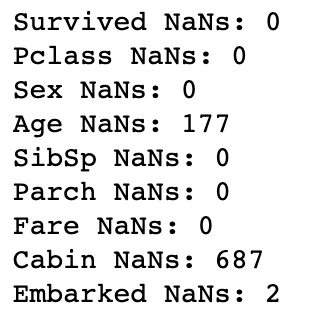 Survived NaNs: 0
Pclass NaNs: 0
Sex NaNs: 0
Age NaNs: 177
SibSp NaNs: 0
Parch NaNs: 0
Fare NaNs: 0
Cabin NaNs: 687
Embarked NaNs: 2